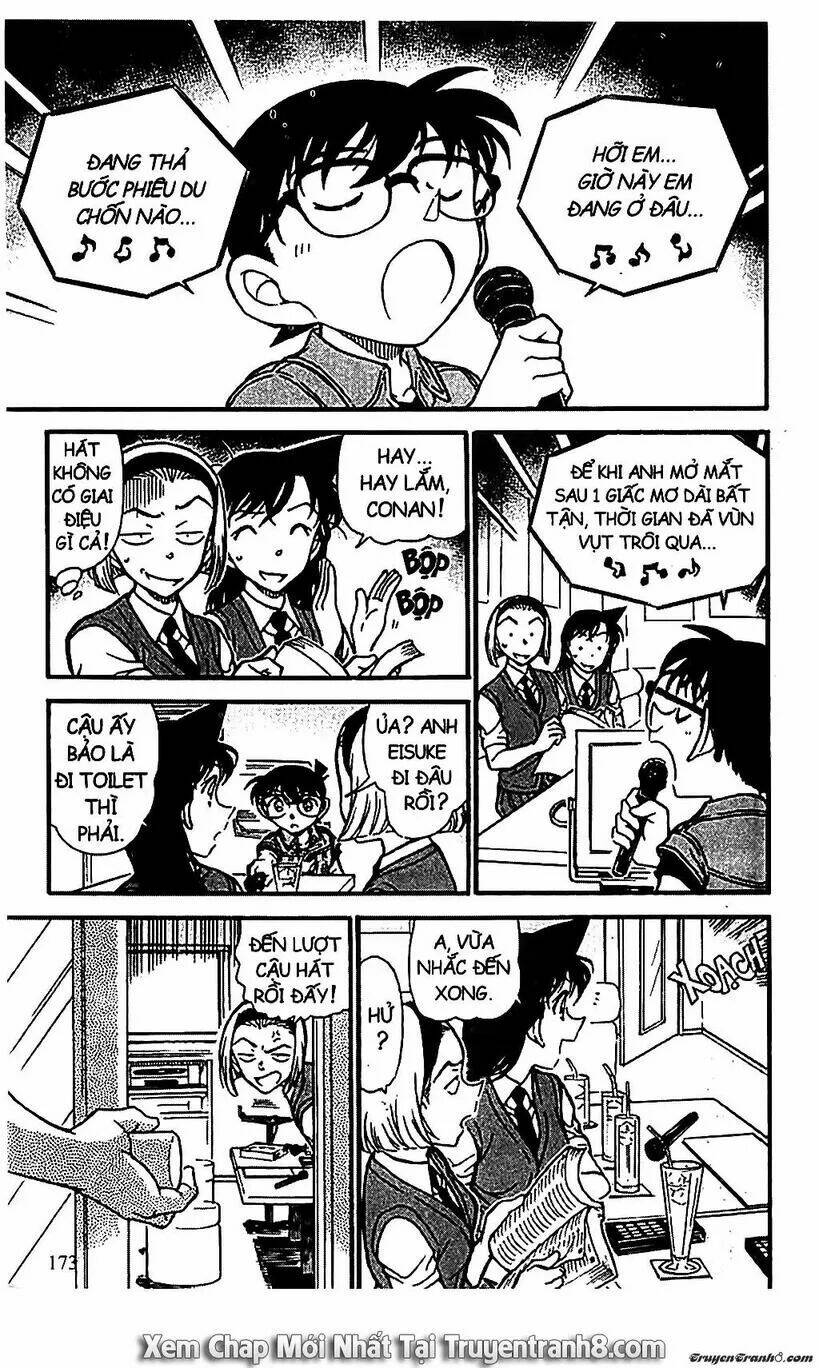 HỠI EM...
GIỜ NÀY EM
ĐANG Ở ĐÂU...
ĐANG THẢ
BƯỚC PHIÊU DU
CHỐN NÀO...
ĐỂ KHI ANH MỞ MẮT
SAU 1 GIẤC MƠ DÀI BẤT
TẬN, THỜI GIAN ĐÃ VÙN
VỤT TRÔI QUA...
HAY...
HAY LẮM,
CONAN!
BỘP
BỘP
HÁT
KHÔNG
CÓ GIAI
ĐIỆU
GÌ CẢ!
ỦA? ANH
EISUKE
ĐI ĐÂU
RỒI?
CẬU ẤY
BẢO LÀ
ĐI TOILET
THÌ
PHẢI.
XOẠCH
A, VỪA
NHẮC ĐẾN
XONG.
HỬ
?
ĐẾN LƯỢT
CẬU HÁT
RỒI ĐẤY!
173
Xem Chap Mới Nhất Tại Truyentranh8.com
TruyenTranh8.com